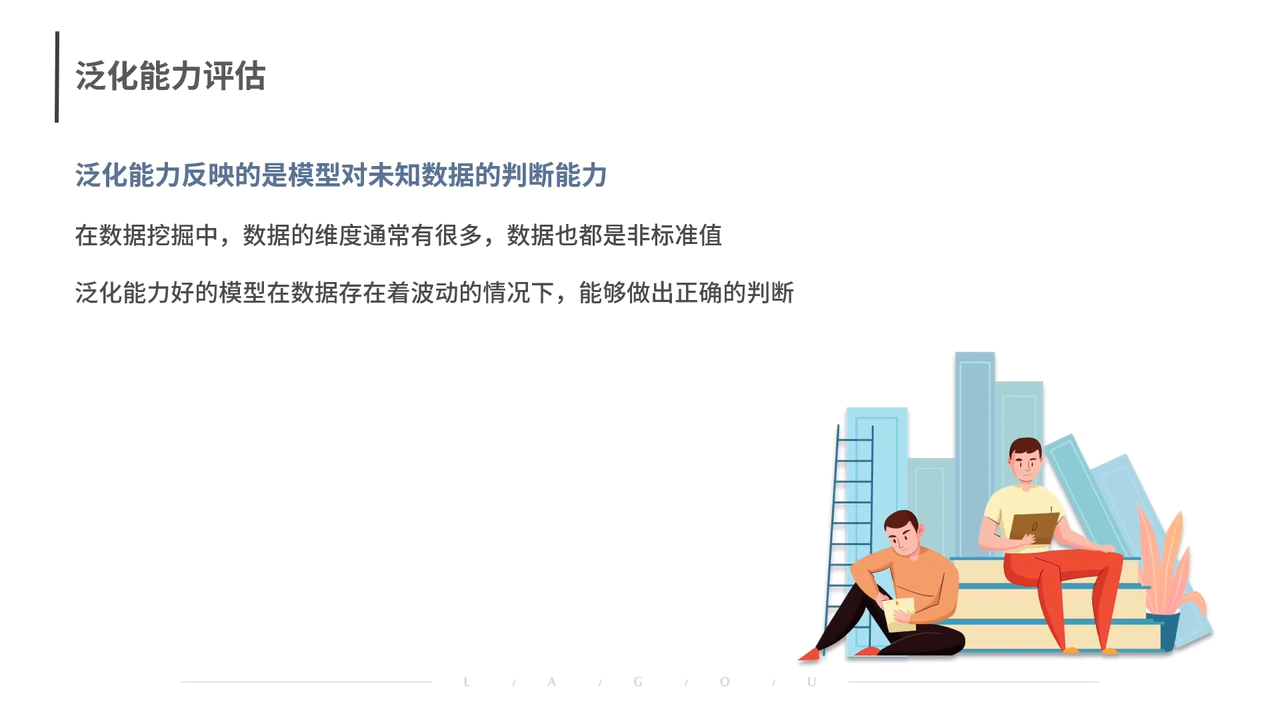 泛化能力评估
泛化能力反映的是模型对未知数据的判断能力
在数据挖掘中，数据的维度通常有很多，数据也都是非标准值
泛化能力好的模型在数据存在着波动的情况下，能够做出正确的判断
L / A / G / O / U